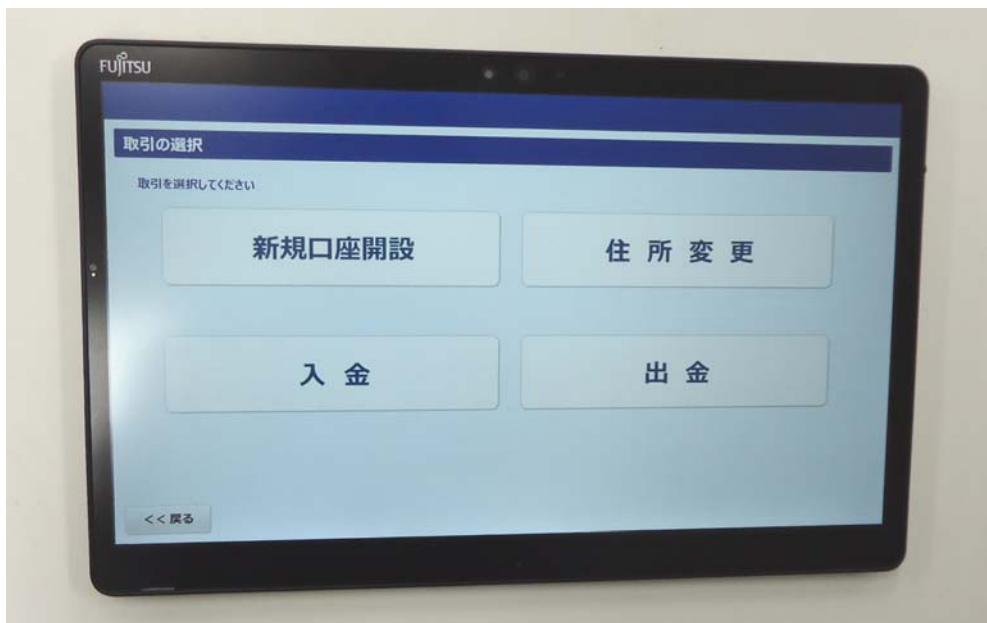 FUJITSU
取引の選択
取引を選択してください
新規口座開設
住所変更
入金
出金
<<戻る